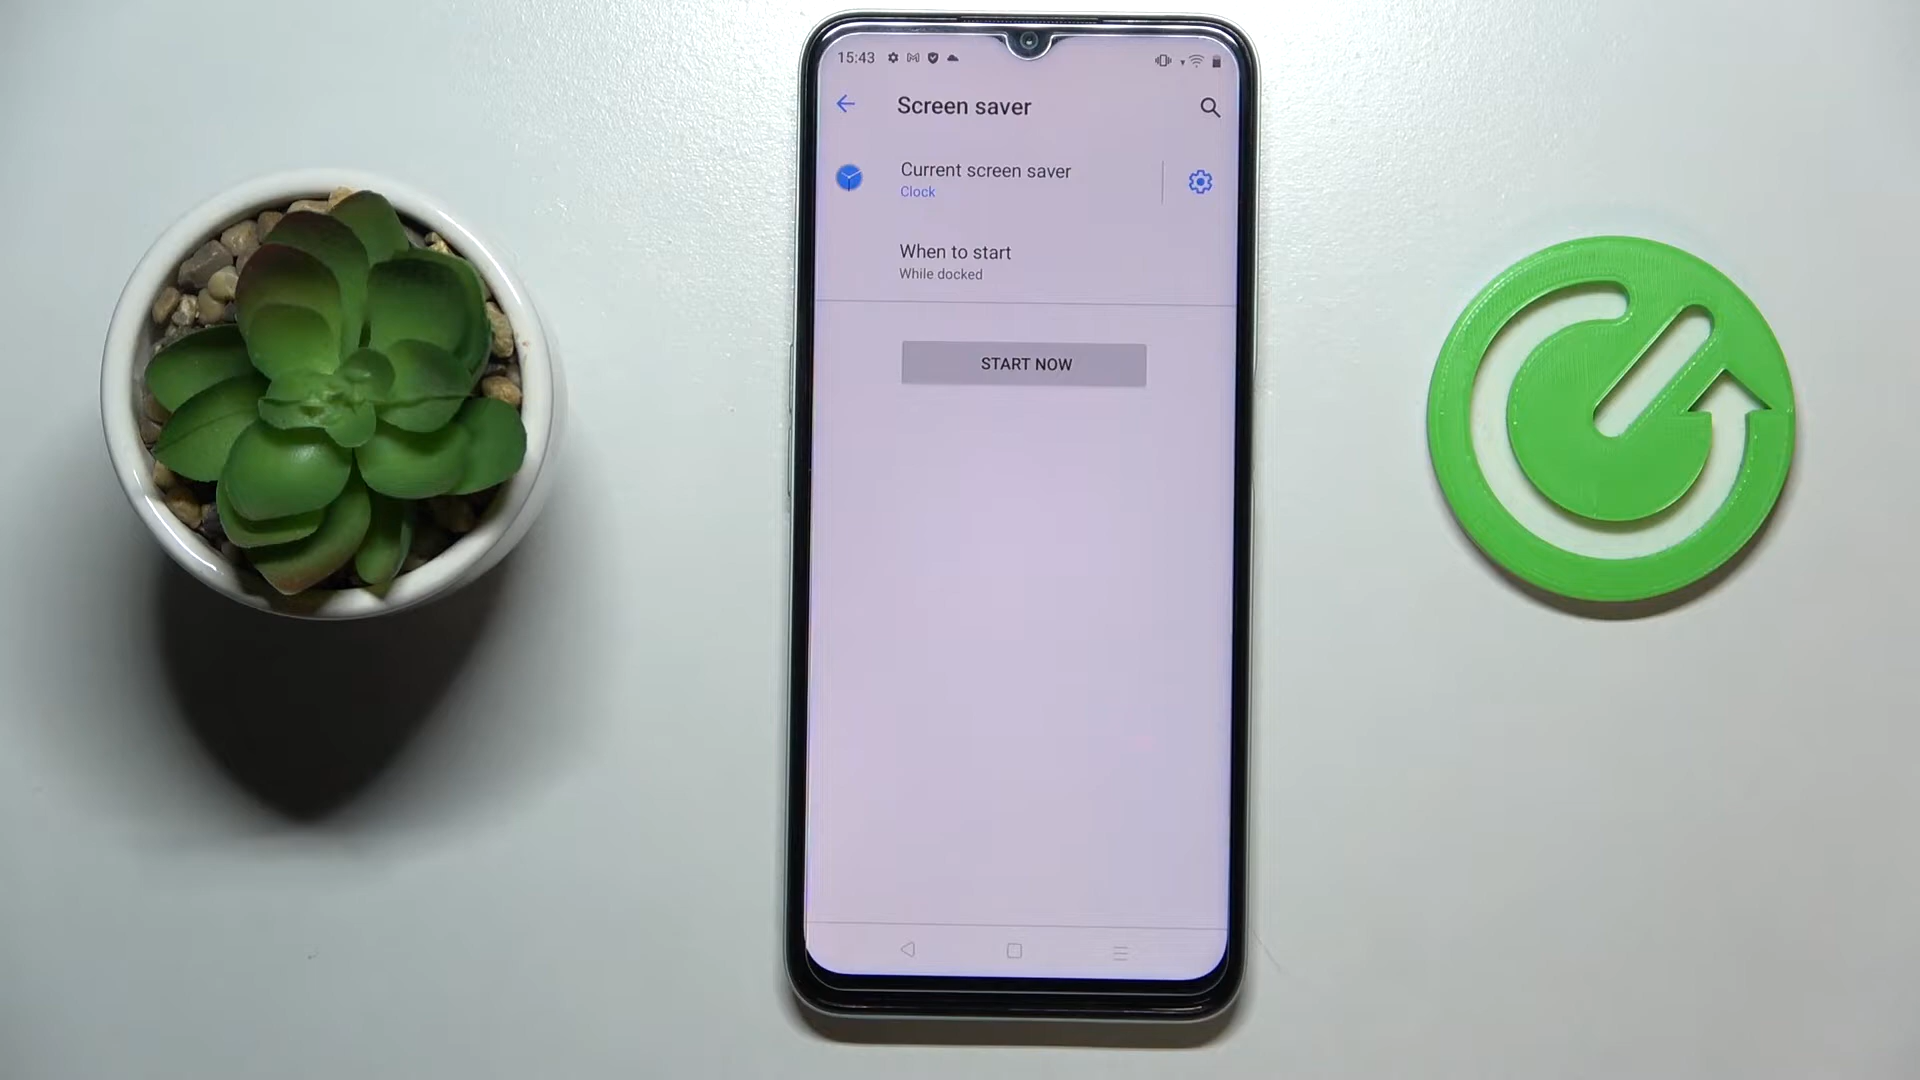 15:43
Screen saver
Current screen saver
Clock
When to start
While docked
START NOW